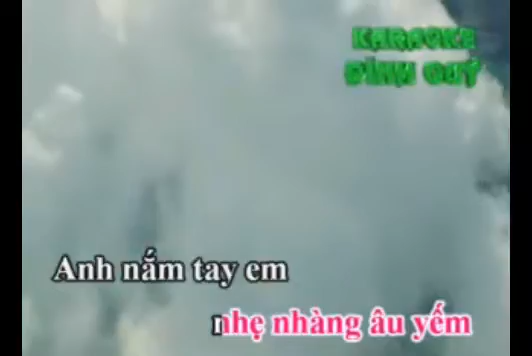 KARAOKE
ĐÌNH QUÝ
Anh nắm tay em
nhẹ nhàng âu yếm